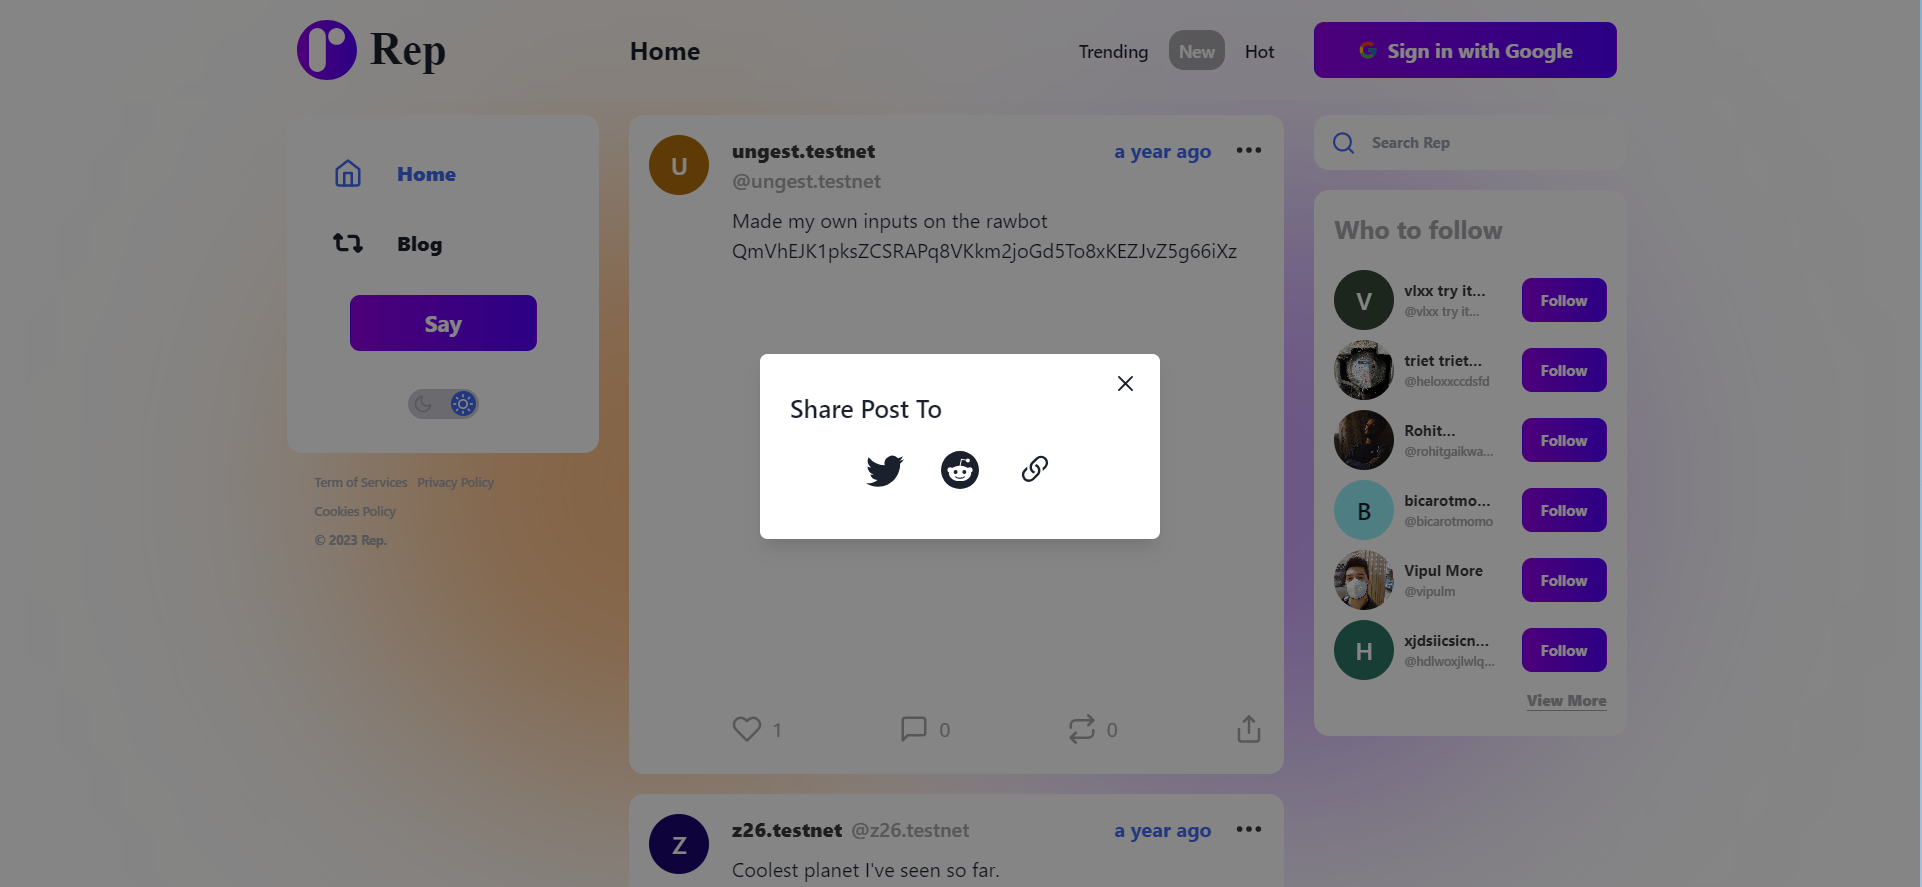 Rep
Home
Trending
New
Hot
Sign in with Google
Home
Blog
Say
Term of Services Privacy Policy
Cookies Policy
© 2023 Rep.
U
ungest.testnet
a year ago
@ungest.testnet
Made my own inputs on the rawbot
QmVhEJK1pksZCSRAPq8VKkm2joGd5To8xKEZJvZ5g66iXz
Share Post To
1
0
0
Z
z26.testnet @z26.testnet
a year ago
Coolest planet I've seen so far.
Search Rep
Who to follow
V
vlxx try it...
@vlxx try it...
Follow
triet triet...
@heloxxccdsfd
Follow
Rohit...
@rohitgaikwa...
Follow
B
bicarotmo...
@bicarotmomo
Follow
Vipul More
@vipulm
Follow
H
xjdsiicsicn...
@hdlwoxjlwlq...
Follow
View More